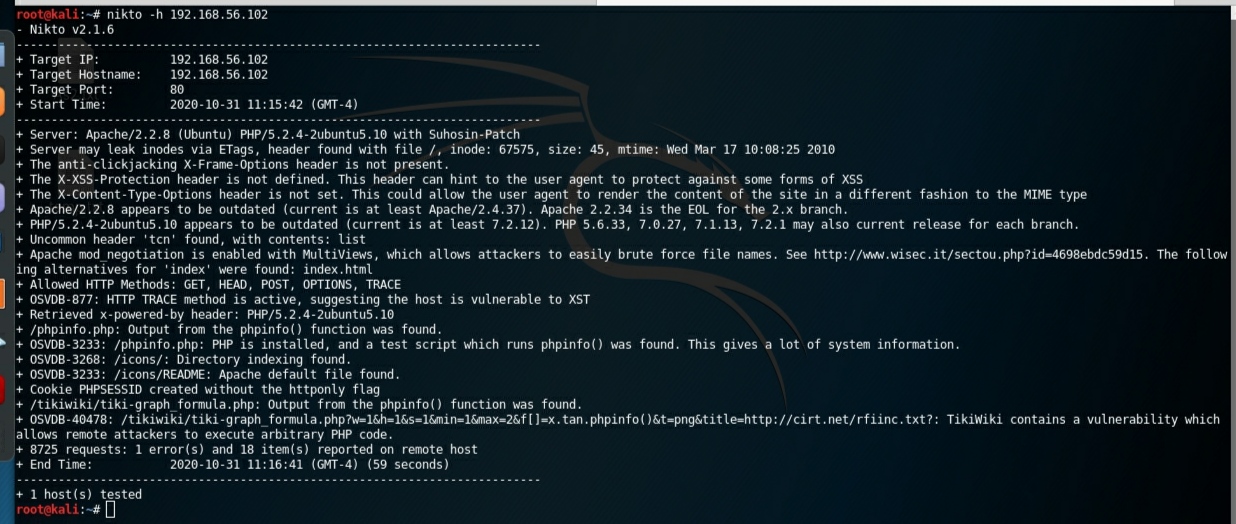 root@kali:~# nikto -h 192.168.56.102
- Nikto v2.1.6
---------------------------------------------------------------------------
+ Target IP:          192.168.56.102
+ Target Hostname:    192.168.56.102
+ Target Port:        80
+ Start Time:         2020-10-31 11:15:42 (GMT-4)
---------------------------------------------------------------------------
+ Server: Apache/2.2.8 (Ubuntu) PHP/5.2.4-2ubuntu5.10 with Suhosin-Patch
+ Server may leak inodes via ETags, header found with file /, inode: 67575, size: 45, mtime: Wed Mar 17 10:08:25 2010
+ The anti-clickjacking X-Frame-Options header is not present.
+ The X-XSS-Protection header is not defined. This header can hint to the user agent to protect against some forms of XSS
+ The X-Content-Type-Options header is not set. This could allow the user agent to render the content of the site in a different fashion to the MIME type
+ Apache/2.2.8 appears to be outdated (current is at least Apache/2.4.37). Apache 2.2.34 is the EOL for the 2.x branch.
+ PHP/5.2.4-2ubuntu5.10 appears to be outdated (current is at least 7.2.12). PHP 5.6.33, 7.0.27, 7.1.13, 7.2.1 may also current release for each branch.
+ Uncommon header 'tcn' found, with contents: list
+ Apache mod_negotiation is enabled with MultiViews, which allows attackers to easily brute force file names. See http://www.wisec.it/sectou.php?id=4698ebdc59d15. The follow
ing alternatives for 'index' were found: index.html
+ Allowed HTTP Methods: GET, HEAD, POST, OPTIONS, TRACE
+ OSVDB-877: HTTP TRACE method is active, suggesting the host is vulnerable to XST
+ Retrieved x-powered-by header: PHP/5.2.4-2ubuntu5.10
+ /phpinfo.php: Output from the phpinfo() function was found.
+ OSVDB-3233: /phpinfo.php: PHP is installed, and a test script which runs phpinfo() was found. This gives a lot of system information.
+ OSVDB-3268: /icons/: Directory indexing found.
+ OSVDB-3233: /icons/README: Apache default file found.
+ Cookie PHPSESSID created without the httponly flag
+ /tikiwiki/tiki-graph_formula.php: Output from the phpinfo() function was found.
+ OSVDB-40478: /tikiwiki/tiki-graph_formula.php?w=1&h=1&s=1&min=1&max=2&f[]=x.tan.phpinfo()&t=png&title=http://cirt.net/rfiinc.txt?: TikiWiki contains a vulnerability which
allows remote attackers to execute arbitrary PHP code.
+ 8725 requests: 1 error(s) and 18 item(s) reported on remote host
+ End Time:           2020-10-31 11:16:41 (GMT-4) (59 seconds)
---------------------------------------------------------------------------
+ 1 host(s) tested
root@kali:~#